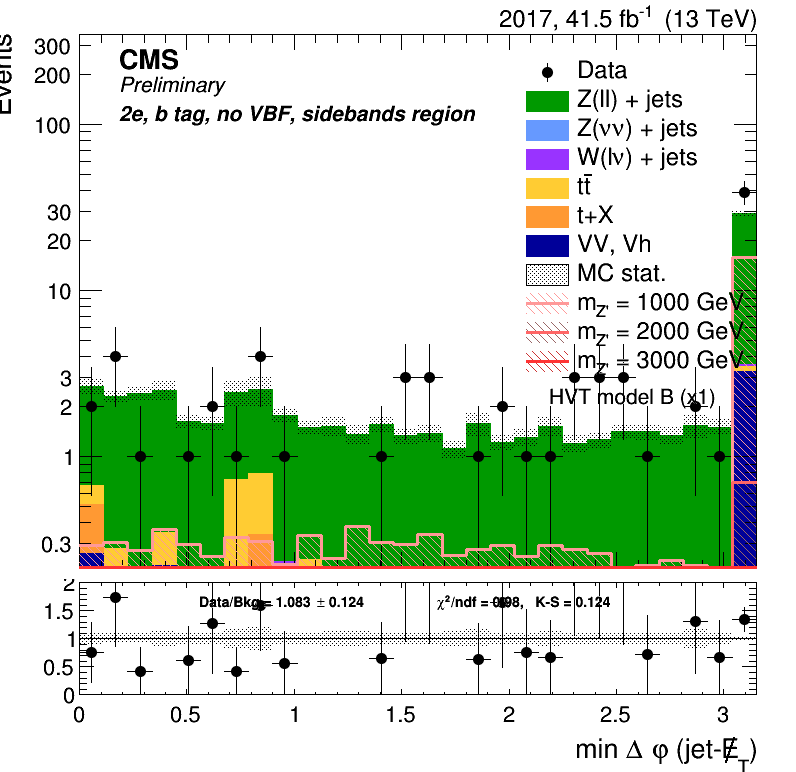 2017, 41.5 fb⁻¹ (13 TeV)
Events
CMS
Preliminary
2e, b tag, no VBF, sidebands region
Data
Z(ll) + jets
Z(νν) + jets
W(lν) + jets
tt̄
t+X
VV, Vh
MC stat.
m_Z' = 1000 GeV
m_Z' = 2000 GeV
m_Z' = 3000 GeV
HVT model B (x1)
300
200
100
30
20
10
3
2
1
0.3
Data/Bkg = 1.083 ± 0.124
χ²/ndf = 0.98, K-S = 0.124
2
1.5
1
0.5
0
0 0.5 1 1.5 2 2.5 3
min Δ φ (jet-E̸_T)